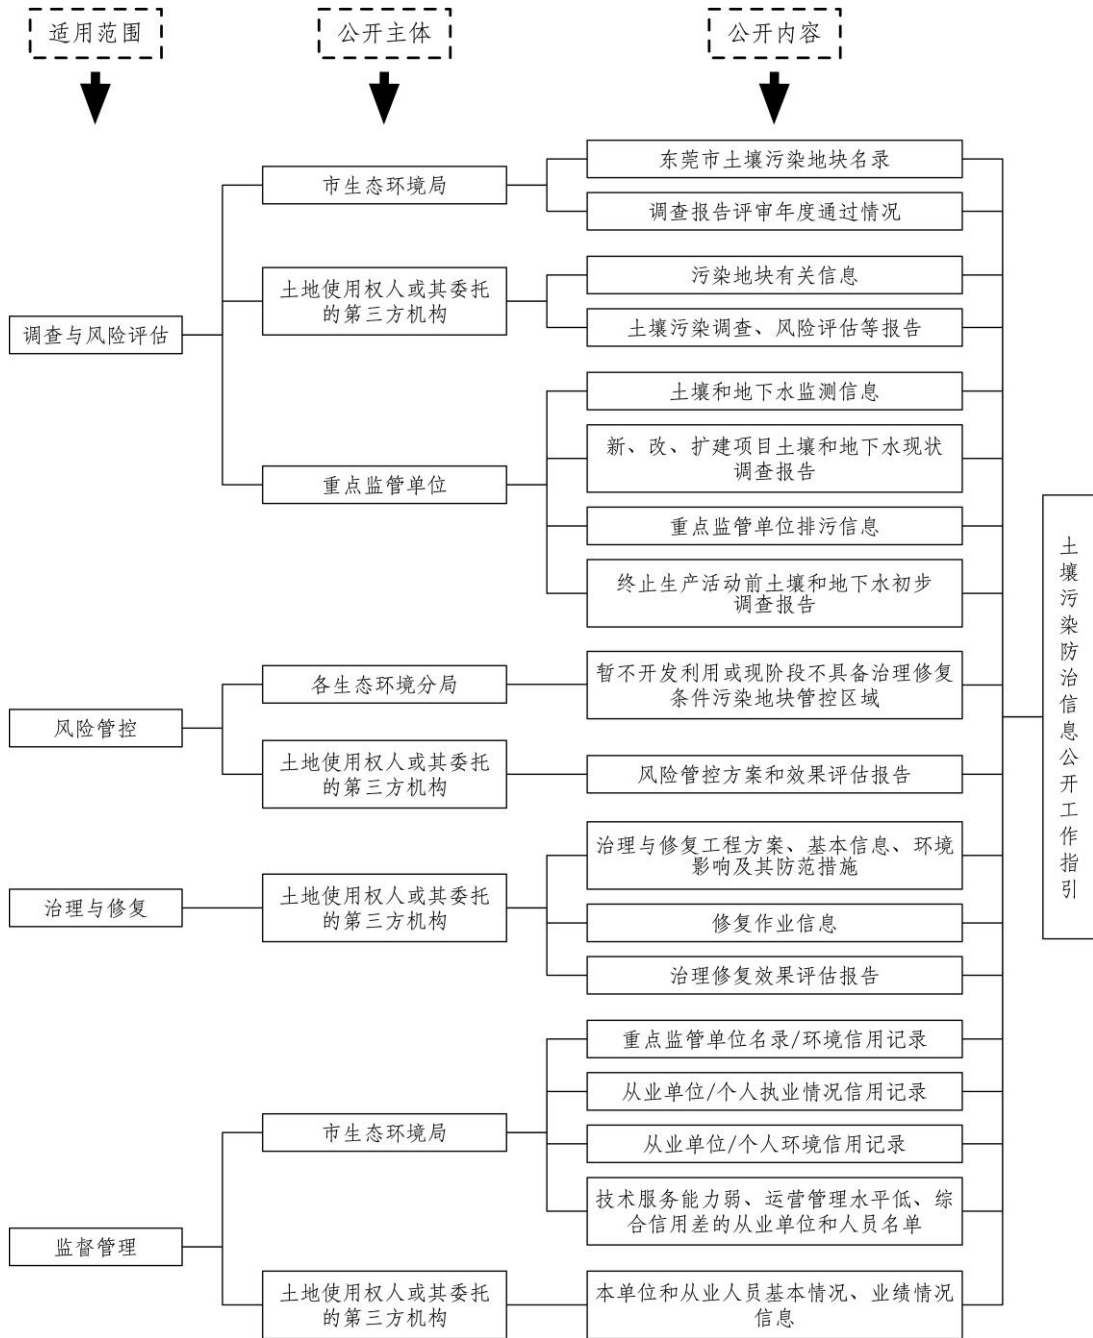 适用范围
公开主体
公开内容
调查与风险评估
市生态环境局
东莞市土壤污染地块名录
调查报告评审年度通过情况
土地使用权人或其委托
的第三方机构
污染地块有关信息
土壤污染调查、风险评估等报告
重点监管单位
土壤和地下水监测信息
新、改、扩建项目土壤和地下水现状
调查报告
重点监管单位排污信息
终止生产活动前土壤和地下水初步
调查报告
风险管控
各生态环境分局
暂不开发利用或现阶段不具备治理修复
条件污染地块管控区域
土地使用权人或其委托
的第三方机构
风险管控方案和效果评估报告
治理与修复
土地使用权人或其委托
的第三方机构
治理与修复工程方案、基本信息、环境
影响及其防范措施
修复作业信息
治理修复效果评估报告
监督管理
市生态环境局
重点监管单位名录/环境信用记录
从业单位/个人执业情况信用记录
从业单位/个人环境信用记录
技术服务能力弱、运营管理水平低、综
合信用差的从业单位和人员名单
土地使用权人或其委托
的第三方机构
本单位和从业人员基本情况、业绩情况
信息
土壤污染防治信息公开工作指引